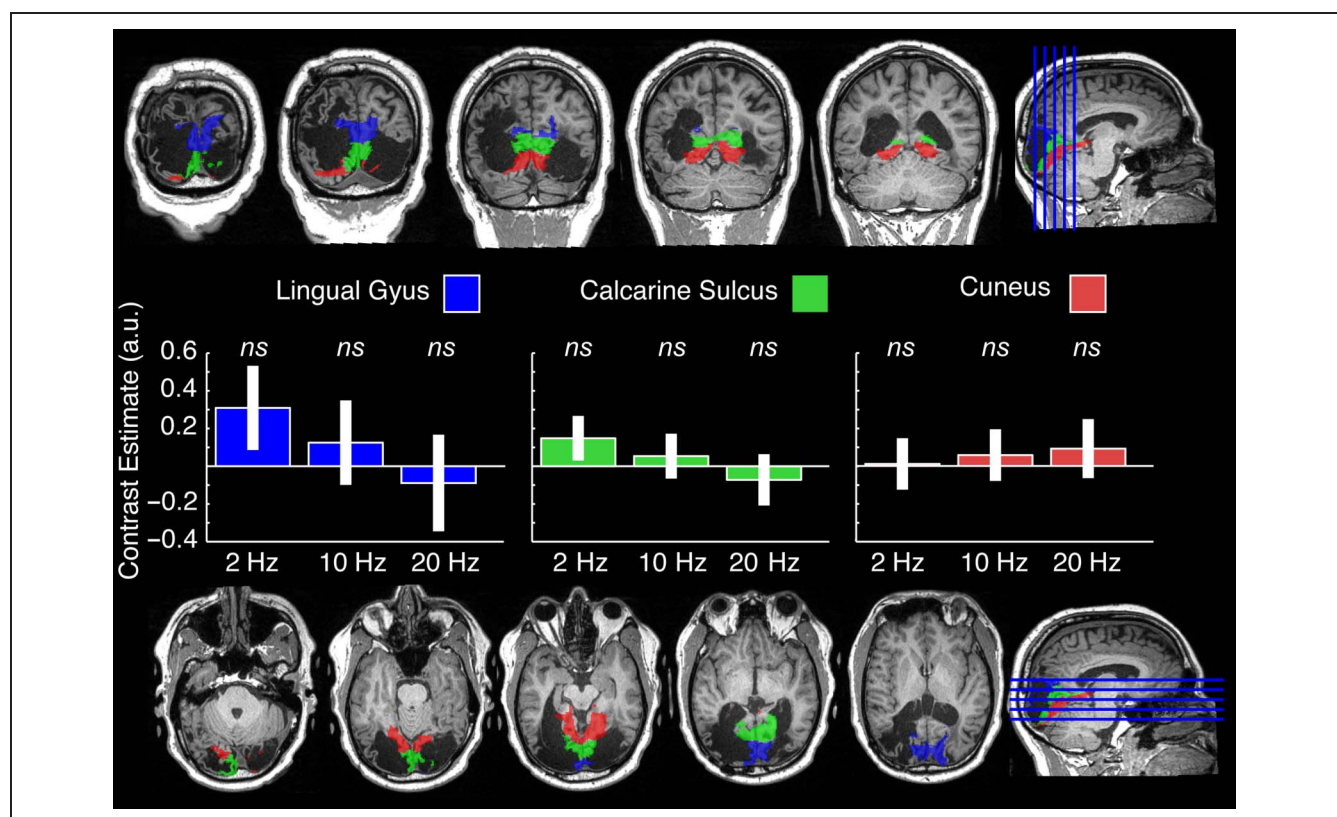 Lingual Gyus
Calcarine Sulcus
Cuneus
Contrast Estimate (a.u.)
0.6
0.4
0.2
−0.2
−0.4
ns ns ns
2 Hz 10 Hz 20 Hz
ns ns ns
2 Hz 10 Hz 20 Hz
ns ns ns
2 Hz 10 Hz 20 Hz